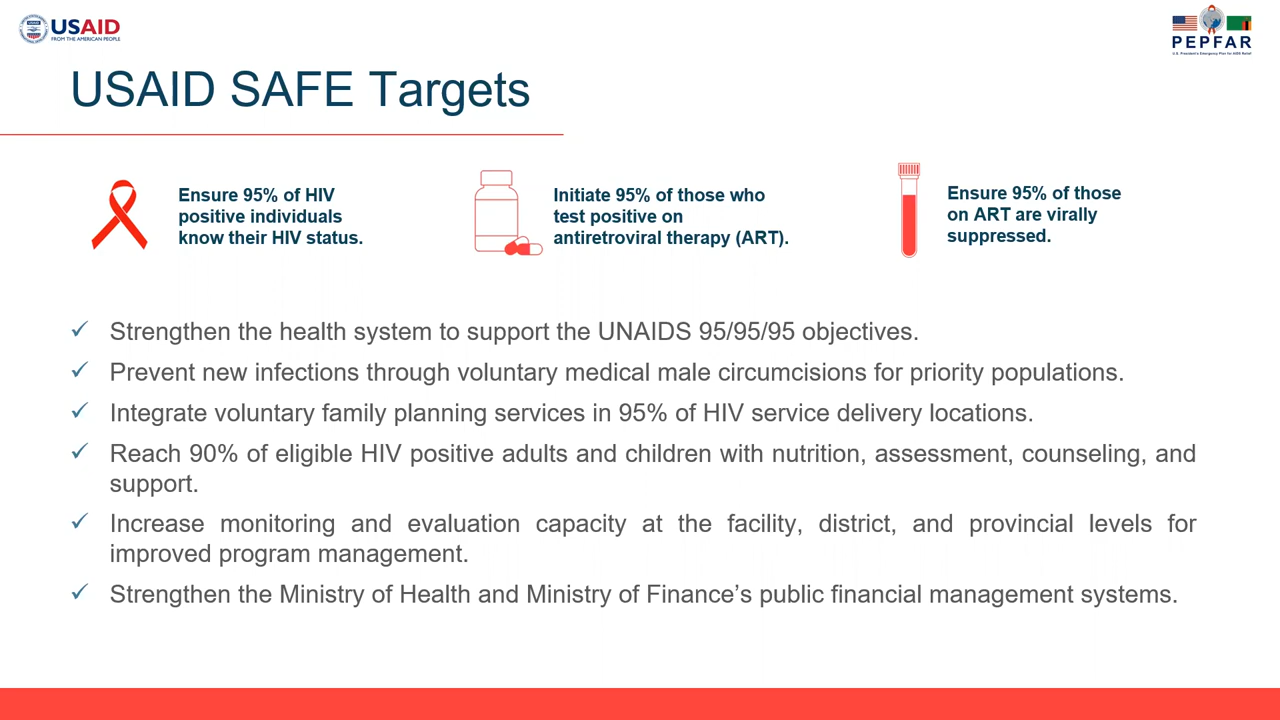 USAID
FROM THE AMERICAN PEOPLE
PEPFAR
U.S. President's Emergency Plan for AIDS Relief
USAID SAFE Targets
Ensure 95% of HIV
positive individuals
know their HIV status.
Initiate 95% of those who
test positive on
antiretroviral therapy (ART).
Ensure 95% of those
on ART are virally
suppressed.
✓ Strengthen the health system to support the UNAIDS 95/95/95 objectives.
✓ Prevent new infections through voluntary medical male circumcisions for priority populations.
✓ Integrate voluntary family planning services in 95% of HIV service delivery locations.
✓ Reach 90% of eligible HIV positive adults and children with nutrition, assessment, counseling, and
support.
✓ Increase monitoring and evaluation capacity at the facility, district, and provincial levels for
improved program management.
✓ Strengthen the Ministry of Health and Ministry of Finance’s public financial management systems.